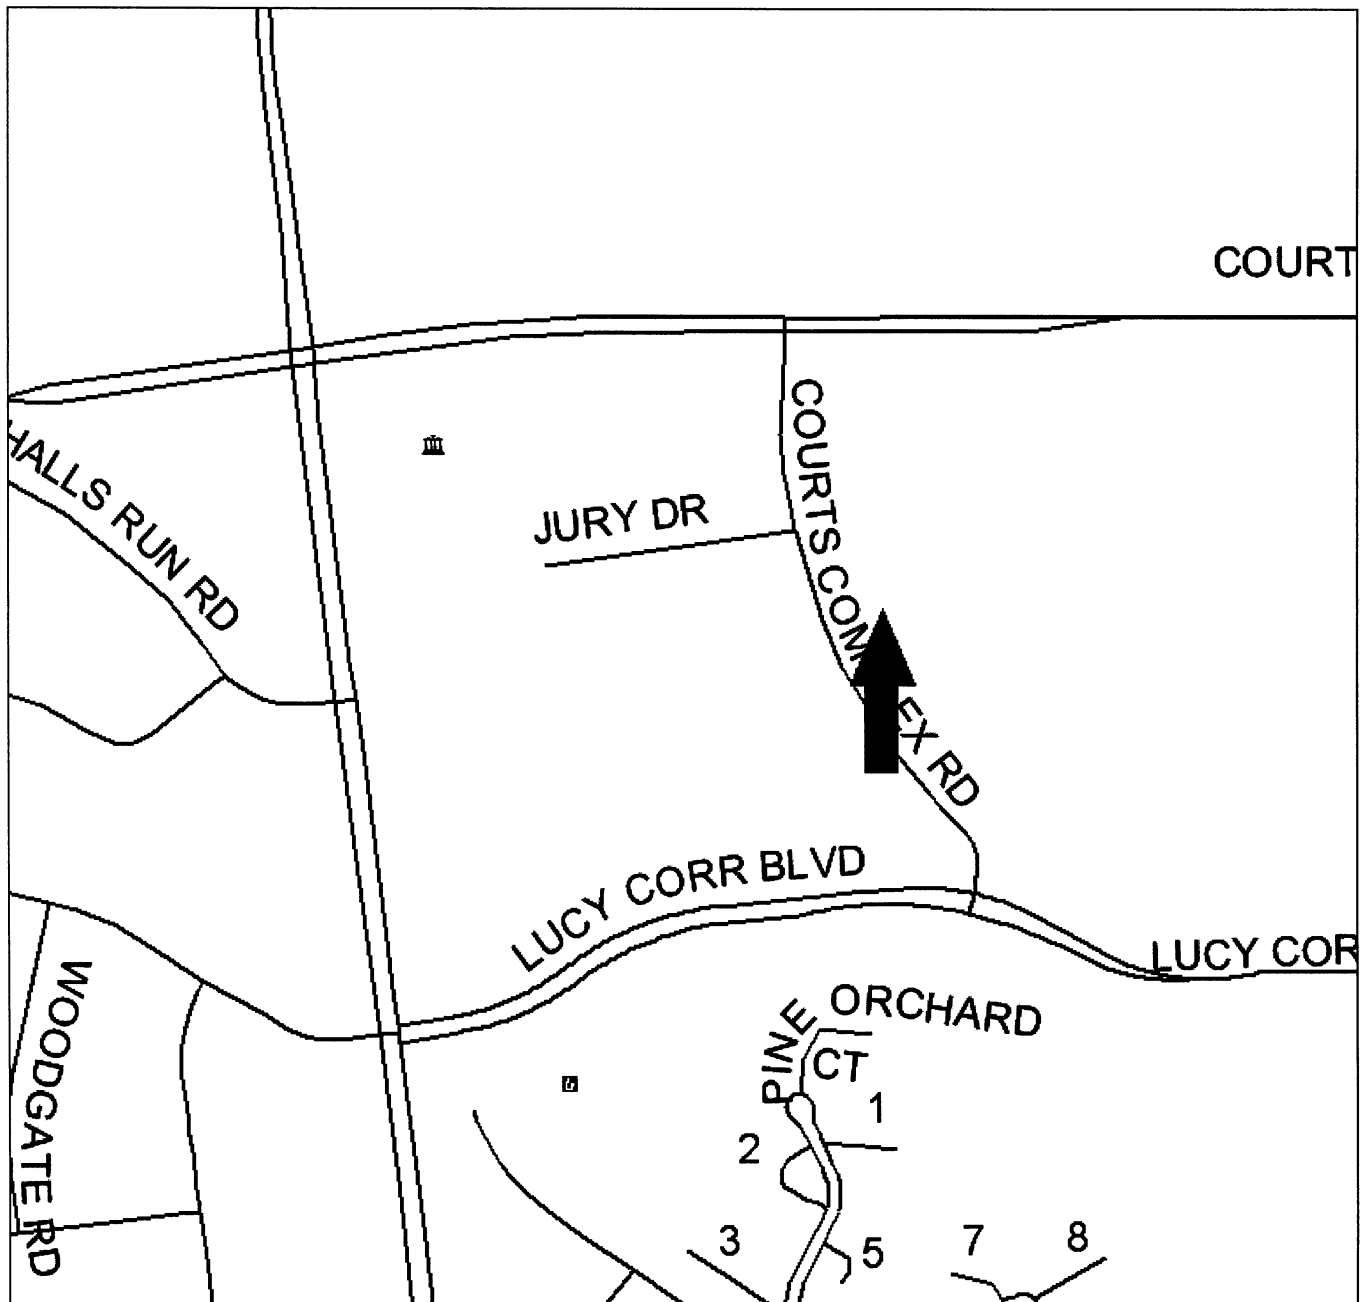 COURT
HALLS RUN RD
JURY DR
COURTS COM EX RD
LUCY CORR BLVD
LUCY COR
WOODGATE RD
PINE ORCHARD
CT
1
2
3
5
7
8